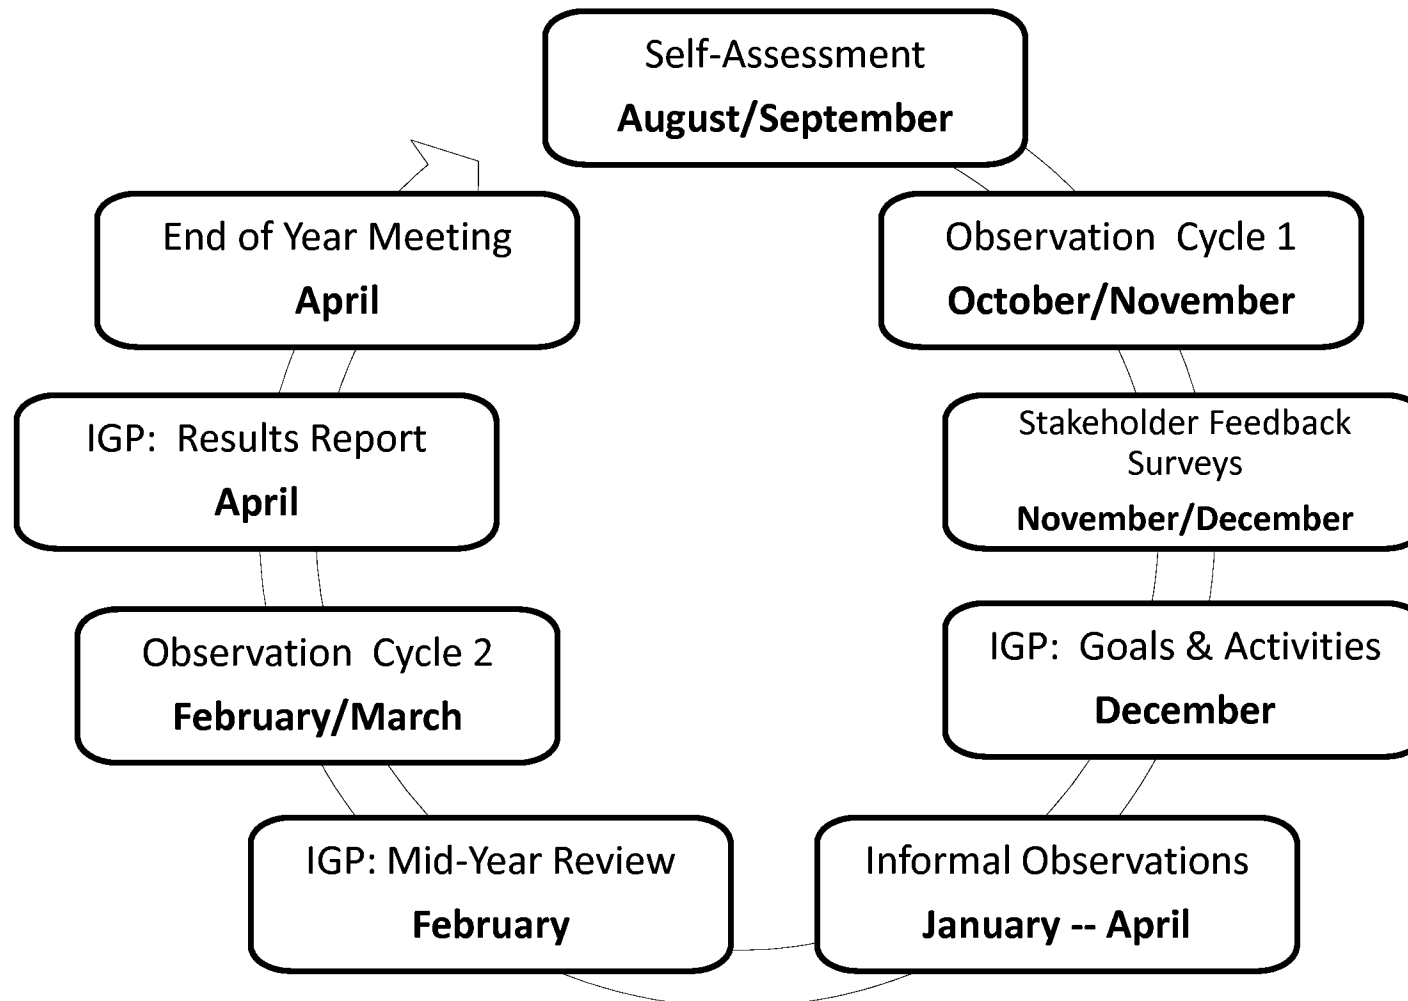 Self-Assessment
August/September
Observation  Cycle 1
October/November
Stakeholder Feedback
Surveys
November/December
IGP:  Goals & Activities
December
Informal Observations
January -- April
IGP: Mid-Year Review
February
Observation  Cycle 2
February/March
IGP:  Results Report
April
End of Year Meeting
April